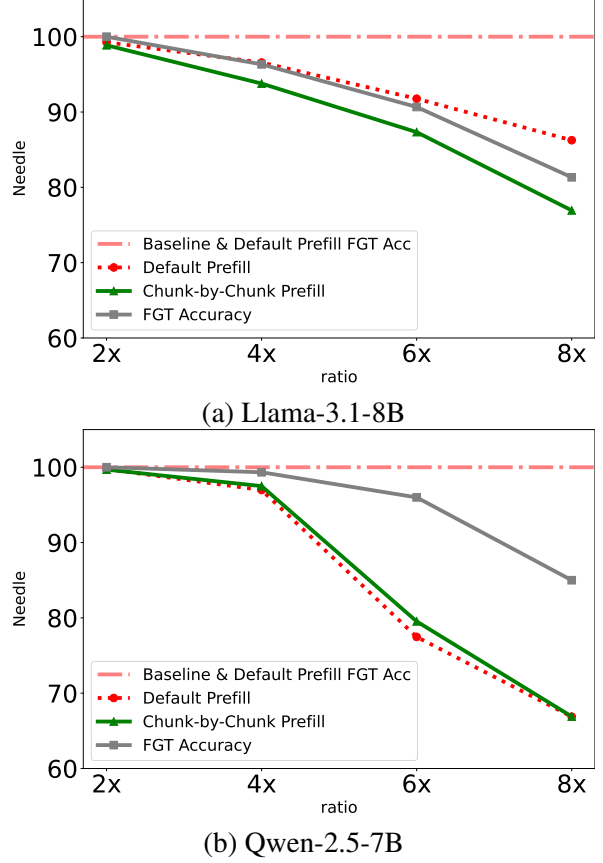 100
90
80
70
60
Needle
Baseline & Default Prefill FGT Acc
Default Prefill
Chunk-by-Chunk Prefill
FGT Accuracy
2x 4x 6x 8x
ratio
(a) Llama-3.1-8B
100
90
80
70
60
Needle
Baseline & Default Prefill FGT Acc
Default Prefill
Chunk-by-Chunk Prefill
FGT Accuracy
2x 4x 6x 8x
ratio
(b) Qwen-2.5-7B